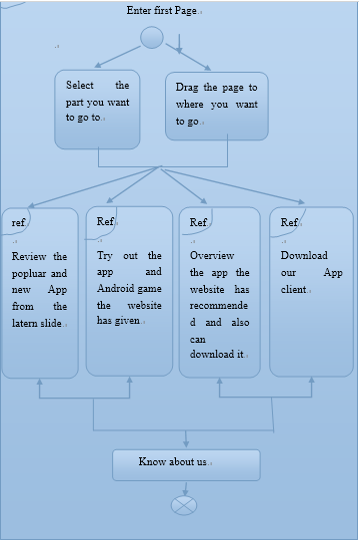 Enter first Page.
Select the
part you want
to go to.
Drag the page to
where you want
to go.
ref
Review the
popluar and
new App
from the
latern slide.
Ref
Try out the
app and
Android game
the website
has given.
Ref
Overview
the app the
website has
recommende
d and also
can
download it.
Ref
Download
our App
client.
Know about us.